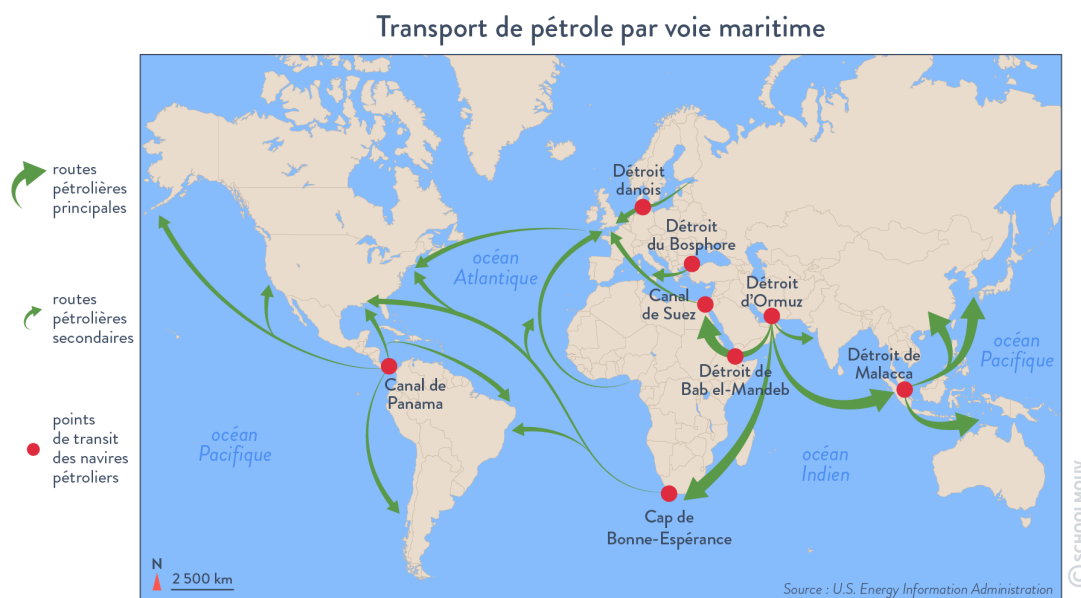 Transport de pétrole par voie maritime
routes
pétrolières
principales
routes
pétrolières
secondaires
points
de transit
des navires
pétroliers
Détroit
danois
Détroit
du Bosphore
océan
Atlantique
Canal
de Suez
Détroit
d'Ormuz
océan
Pacifique
Détroit de
Malacca
Détroit de
Bab el-Mandeb
Canal de
Panama
océan
Pacifique
océan
Indien
Cap de
Bonne-Espérance
N
2 500 km
Source : U.S. Energy Information Administration
© SCHOOLMOUV